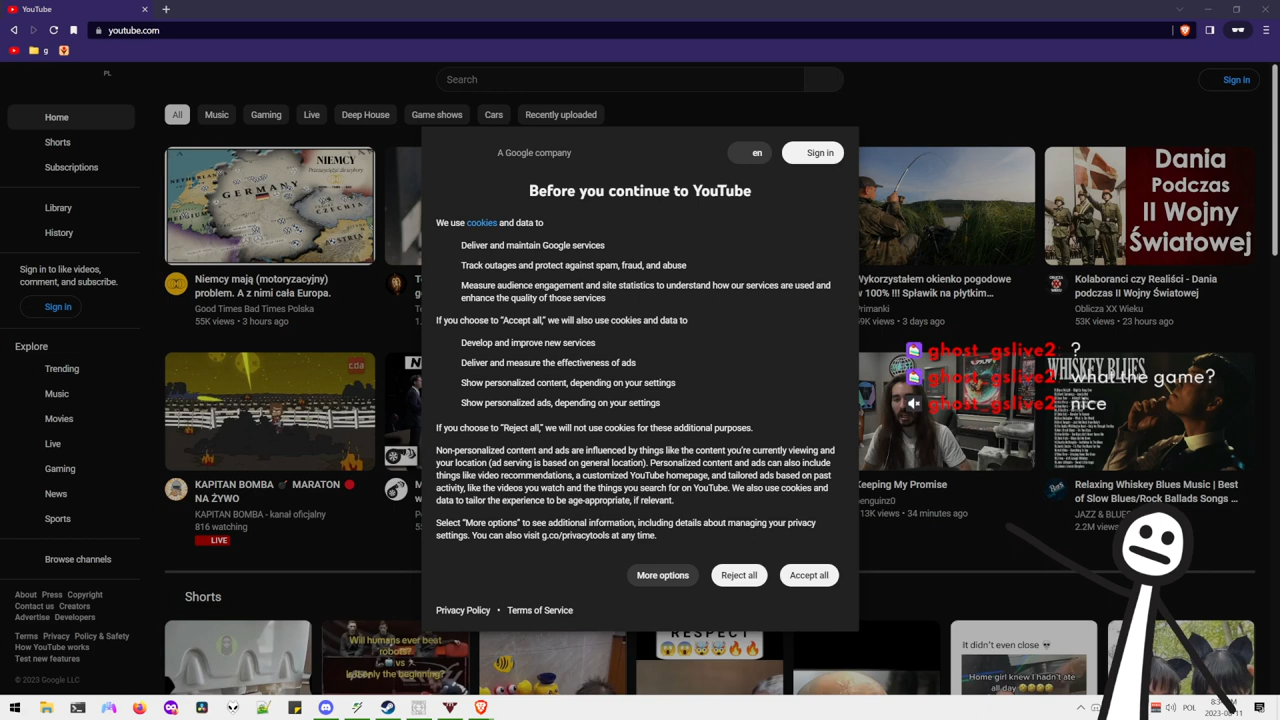 YouTube
youtube.com
g
PL
Search
Sign in
Home
Shorts
Subscriptions
Library
History
Sign in to like videos,
comment, and subscribe.
Sign in
Explore
Trending
Music
Movies
Live
Gaming
News
Sports
Browse channels
About Press Copyright
Contact us Creators
Advertise Developers
Terms Privacy Policy & Safety
How YouTube works
Test new features
© 2023 Google LLC
All
Music
Gaming
Live
Deep House
Game shows
Cars
Recently uploaded
NIEMCY
GERMANY
CZECHIA
Niemcy mają (motoryzacyjny)
problem. A z nimi cała Europa.
Good Times Bad Times Polska
55K views • 3 hours ago
A Google company
en
Sign in
Before you continue to YouTube
We use cookies and data to
Deliver and maintain Google services
Track outages and protect against spam, fraud, and abuse
Measure audience engagement and site statistics to understand how our services are used and
enhance the quality of those services
If you choose to “Accept all,” we will also use cookies and data to
Develop and improve new services
Deliver and measure the effectiveness of ads
Show personalized content, depending on your settings
Show personalized ads, depending on your settings
If you choose to “Reject all,” we will not use cookies for these additional purposes.
Non-personalized content and ads are influenced by things like the content you’re currently viewing and
your location (ad serving is based on general location). Personalized content and ads can also include
things like video recommendations, a customized YouTube homepage, and tailored ads based on past
activity, like the videos you watch and the things you search for on YouTube. We also use cookies and
data to tailor the experience to be age-appropriate, if relevant.
Select “More options” to see additional information, including details about managing your privacy
settings. You can also visit g.co/privacytools at any time.
More options
Reject all
Accept all
Privacy Policy • Terms of Service
Wykorzystałem okienko pogodowe
w 100% !!! Spławik na płytkim…
Primanki
69K views • 3 days ago
Dania
Podczas
II Wojny
Światowej
Kolaboranci czy Realiści - Dania
podczas II Wojny Światowej
Oblicza XX Wieku
53K views • 23 hours ago
ghost_gslive2: ?
ghost_gslive2: what the game?
ghost_gslive2: nice
cda
KAPITAN BOMBA MARATON
NA ŻYWO
KAPITAN BOMBA - kanał oficjalny
816 watching
LIVE
Keeping My Promise
penguinz0
13K views • 34 minutes ago
WHISKEY BLUES
Relaxing Whiskey Blues Music | Best
of Slow Blues/Rock Ballads Songs ...
JAZZ & BLUES
2.2M views
Shorts
Will humans ever beat
robots?
vs
only the beginning?
RESPECT
It didn't even close
Home girl knew I hadn't ate
all day
POL
2023-08-11